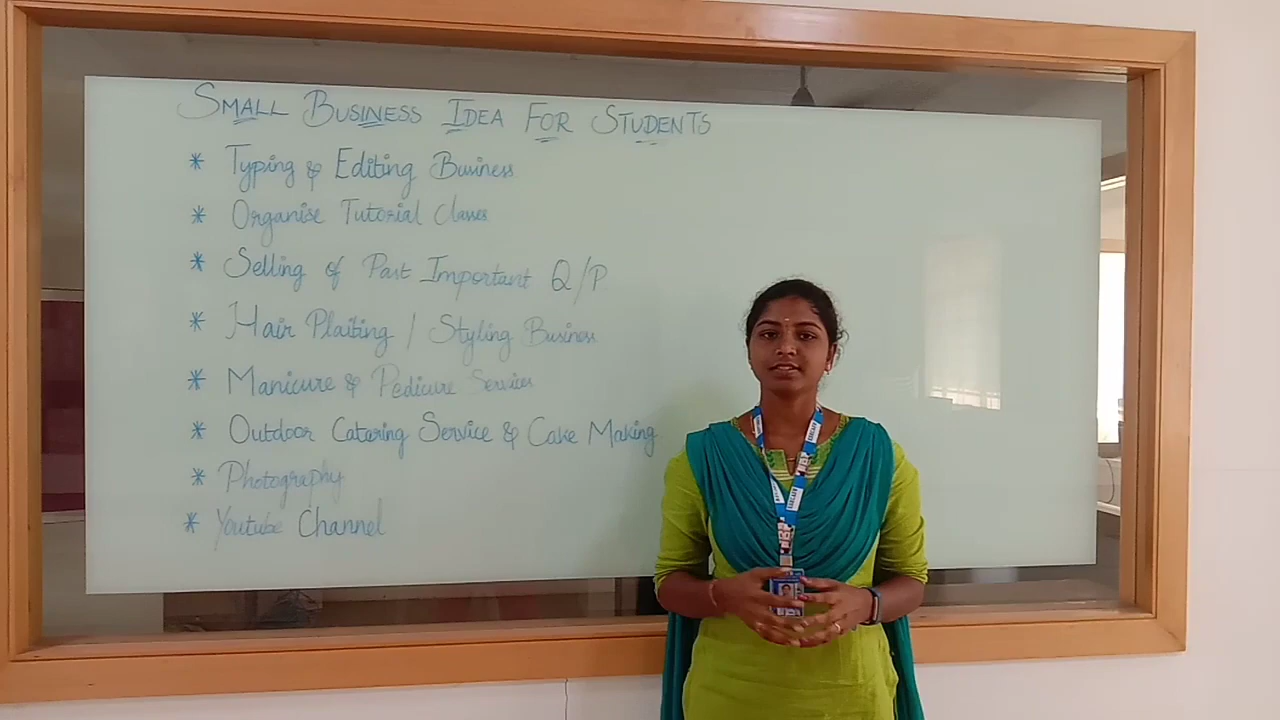 SMALL BUSINESS IDEA FOR STUDENTS
* Typing & Editing Business
* Organise Tutorial Classes
* Selling of Past Important Q/P
* Hair Plaiting / Styling Business
* Manicure & Pedicure Services
* Outdoor Catering Service & Cake Making
* Photography
* Youtube Channel